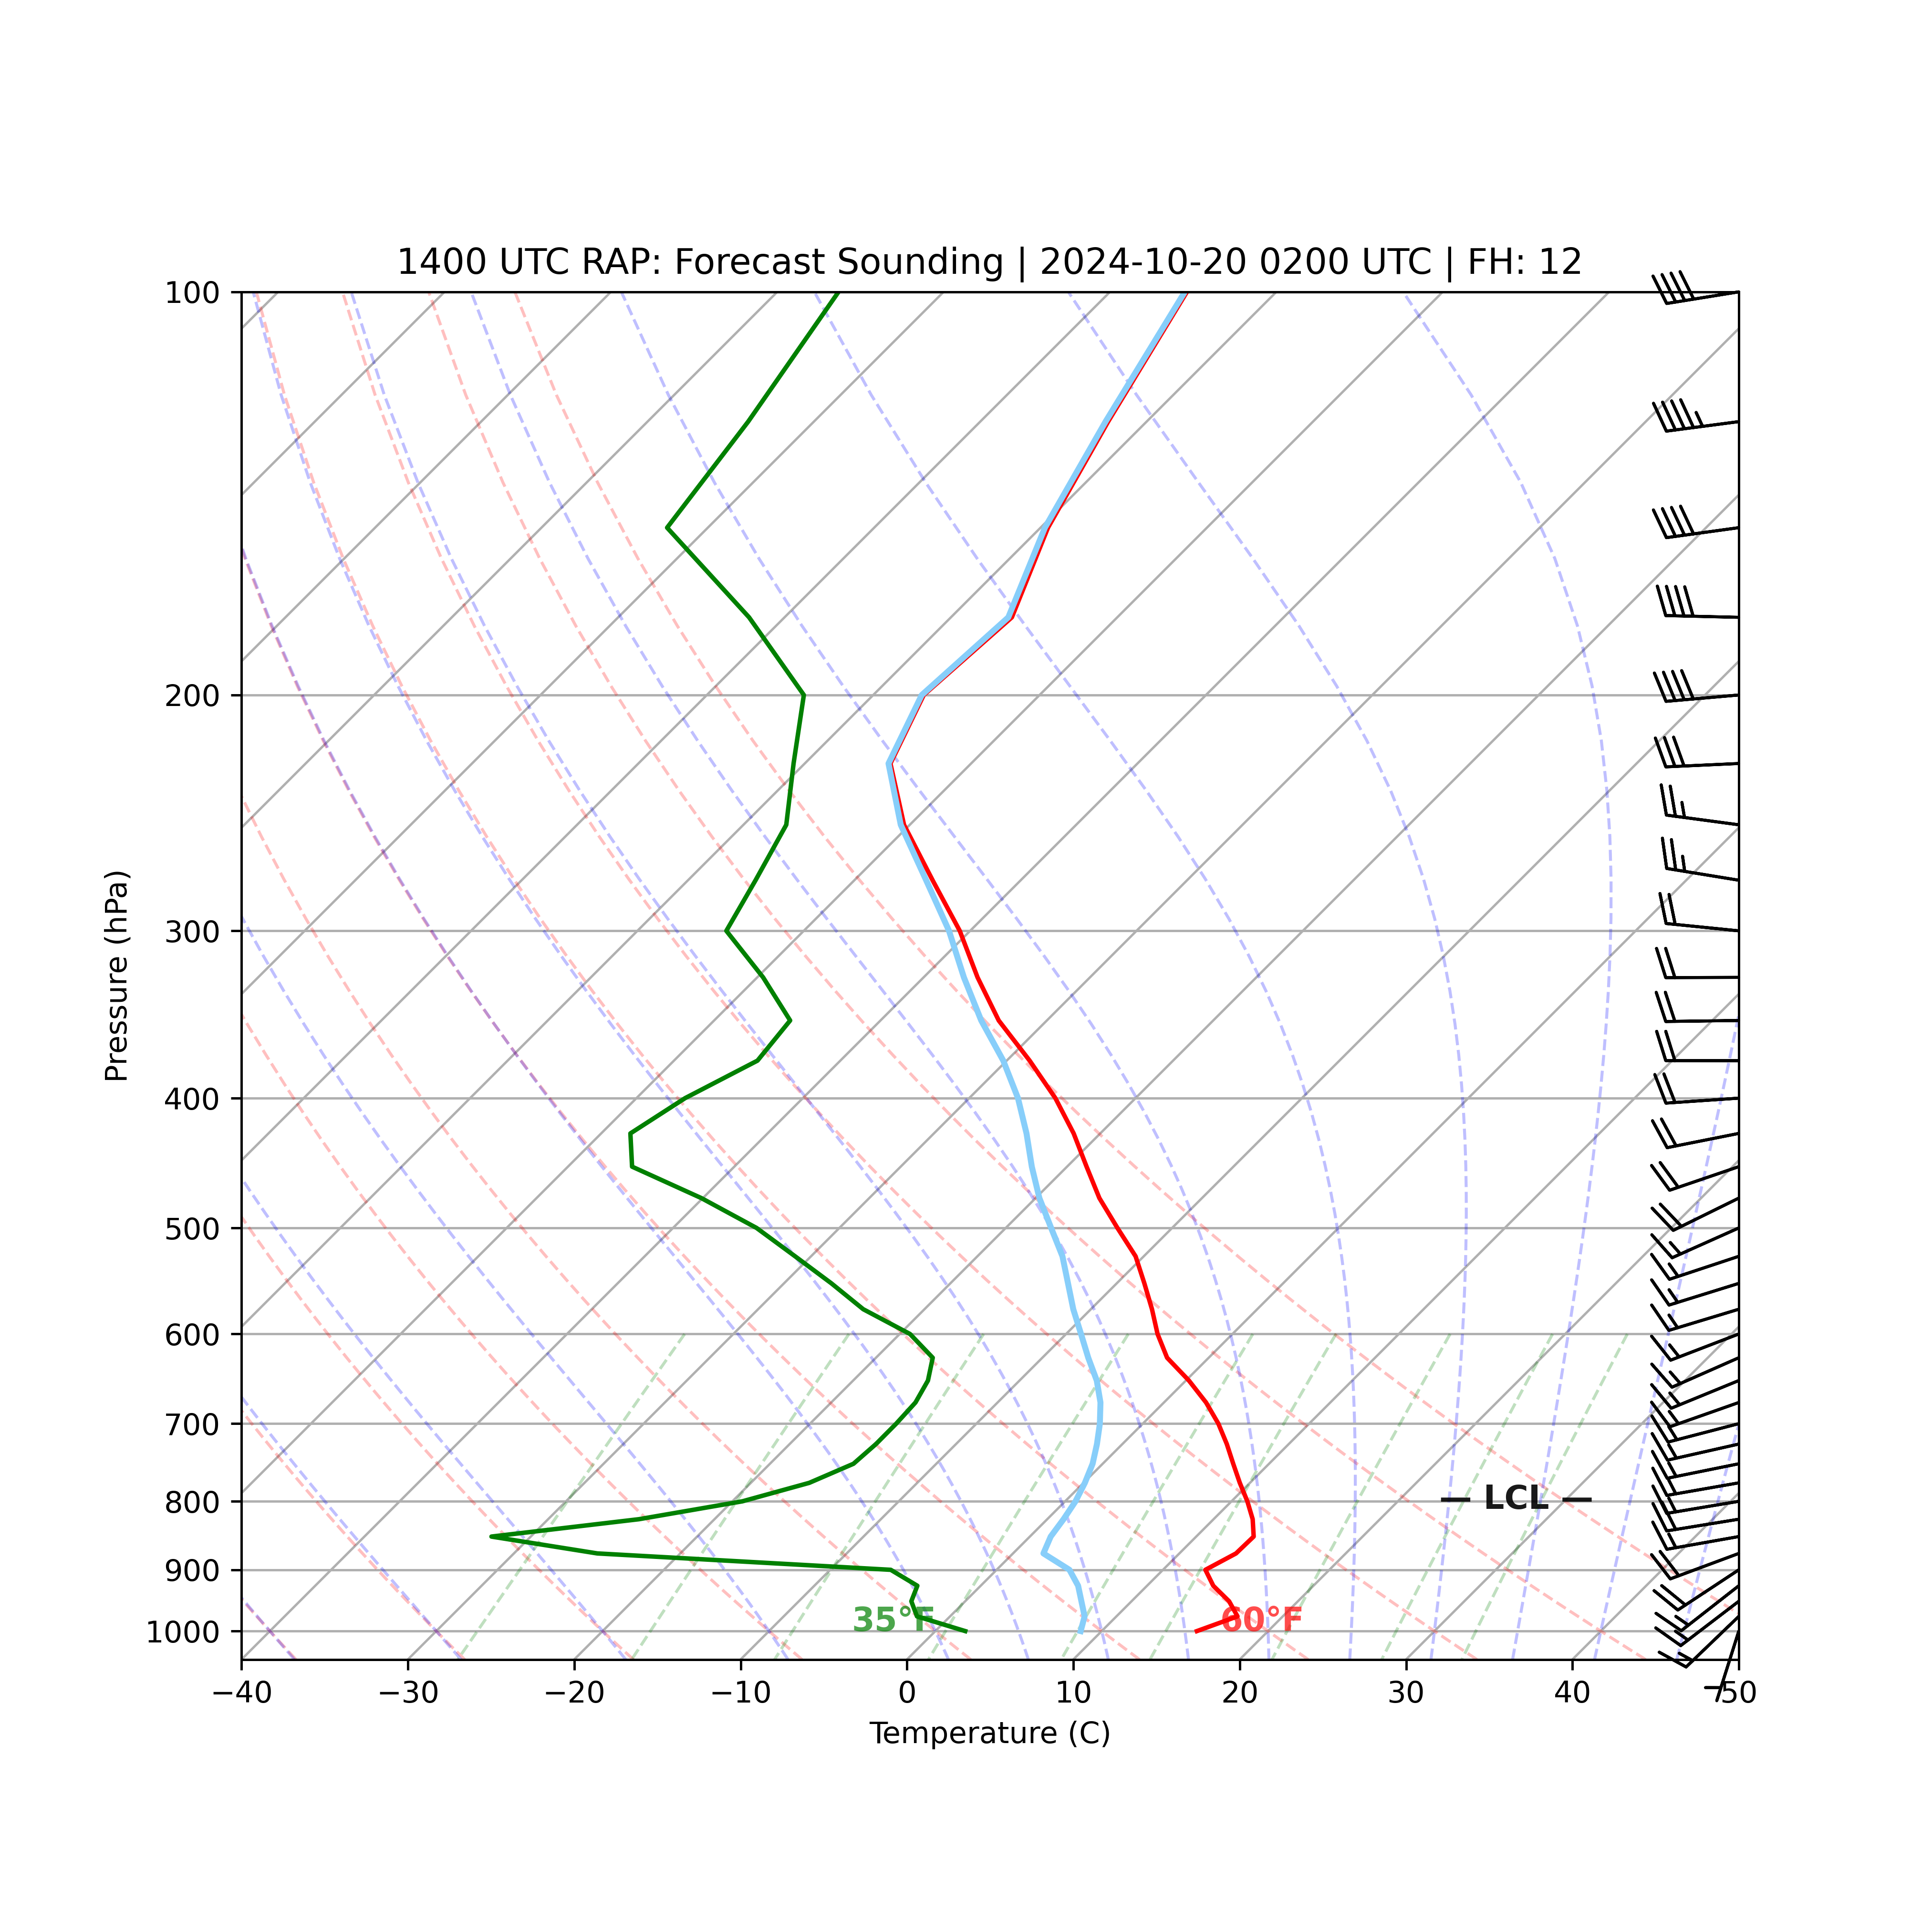 1400 UTC RAP: Forecast Sounding | 2024-10-20 0200 UTC | FH: 12
100
200
300
400
500
600
700
800
900
1000
Pressure (hPa)
LCL
35°F
60°F
−40 −30 −20 −10 0 10 20 30 40 50
Temperature (C)